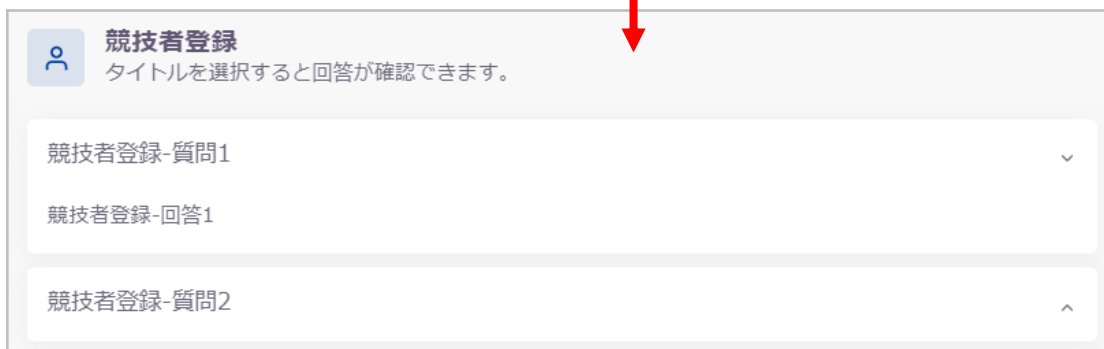 競技者登録
タイトルを選択すると回答が確認できます。
競技者登録-質問1
競技者登録-回答1
競技者登録-質問2